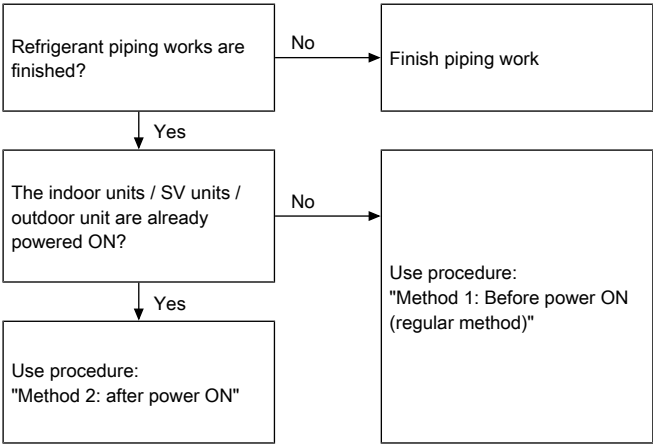 Refrigerant piping works are
finished?
No
Finish piping work
Yes
The indoor units / SV units /
outdoor unit are already
powered ON?
No
Use procedure:
"Method 1: Before power ON
(regular method)"
Yes
Use procedure:
"Method 2: after power ON"